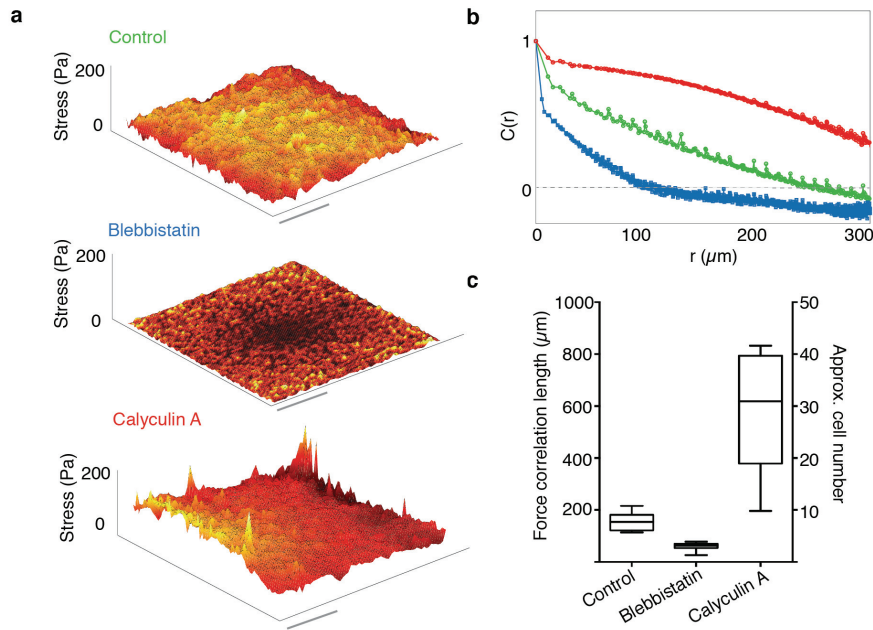 a
Control
Stress (Pa)
200
0
Blebbistatin
Stress (Pa)
200
0
Calyculin A
Stress (Pa)
200
0
b
C(r)
1
0
0
100
200
300
r (µm)
c
Force correlation length (µm)
1000
800
600
400
200
Approx. cell number
50
40
30
20
10
Control
Blebbistatin
Calyculin A